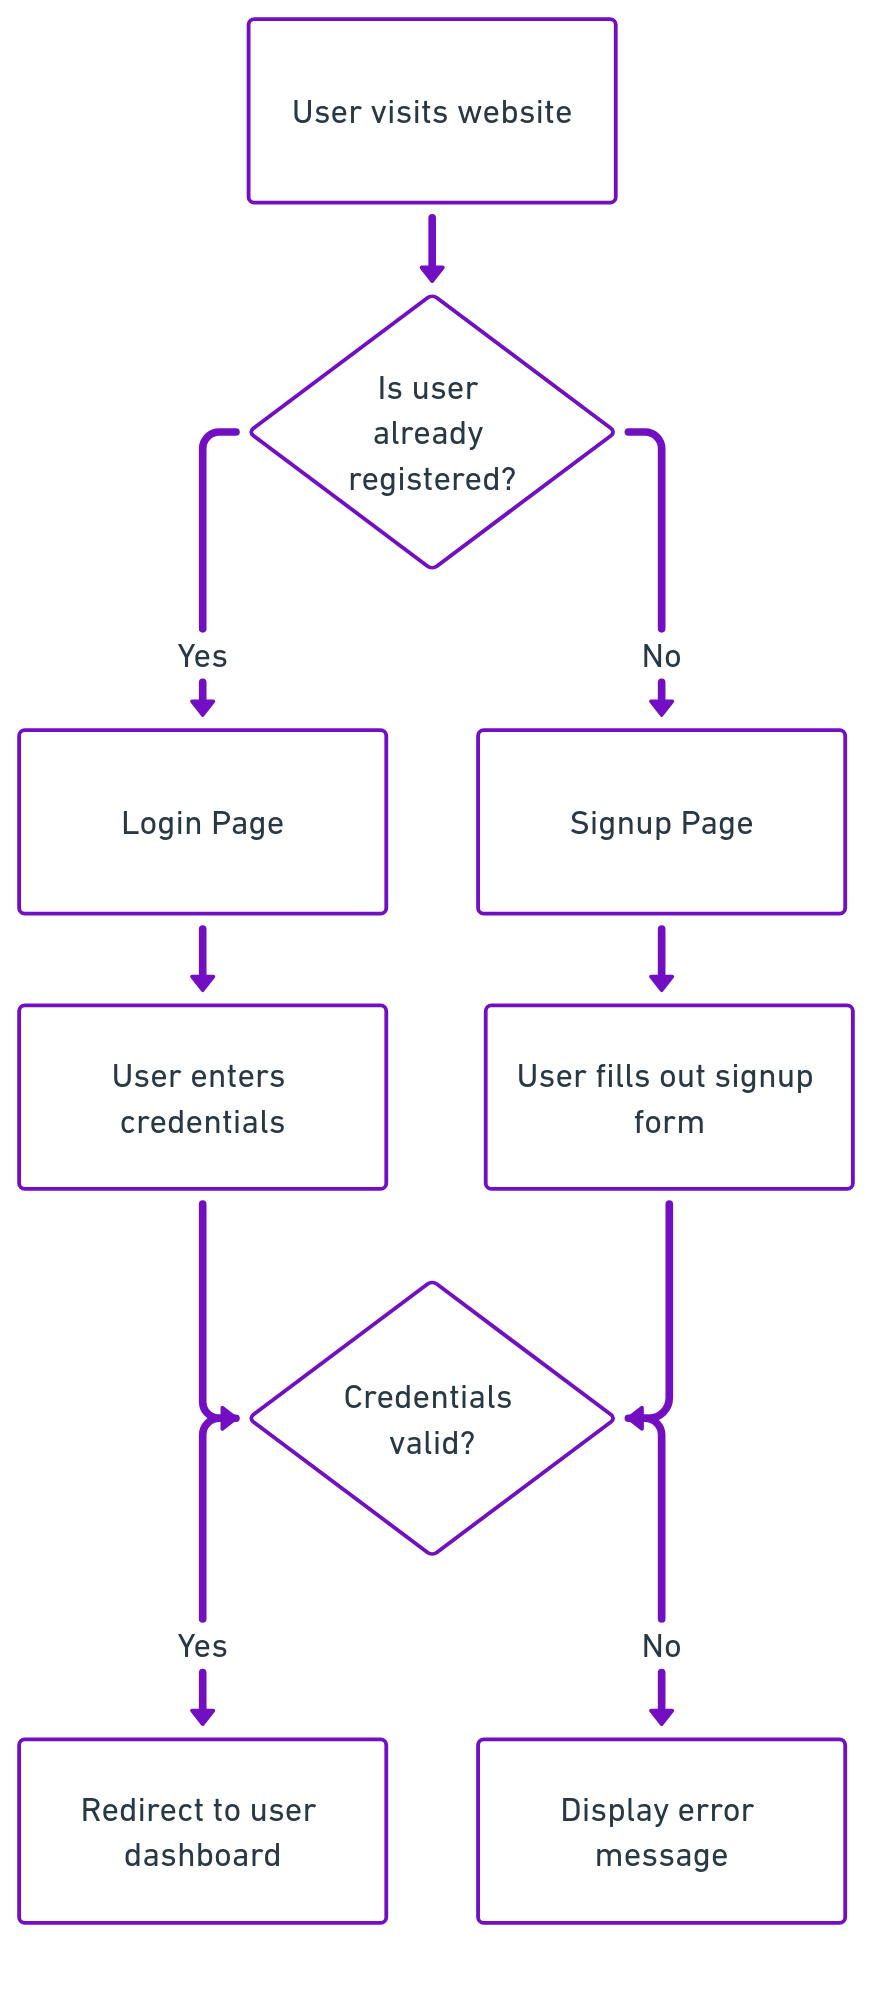 User visits website
Is user
already
registered?
Yes
No
Login Page
Signup Page
User enters
credentials
User fills out signup
form
Credentials
valid?
Yes
No
Redirect to user
dashboard
Display error
message